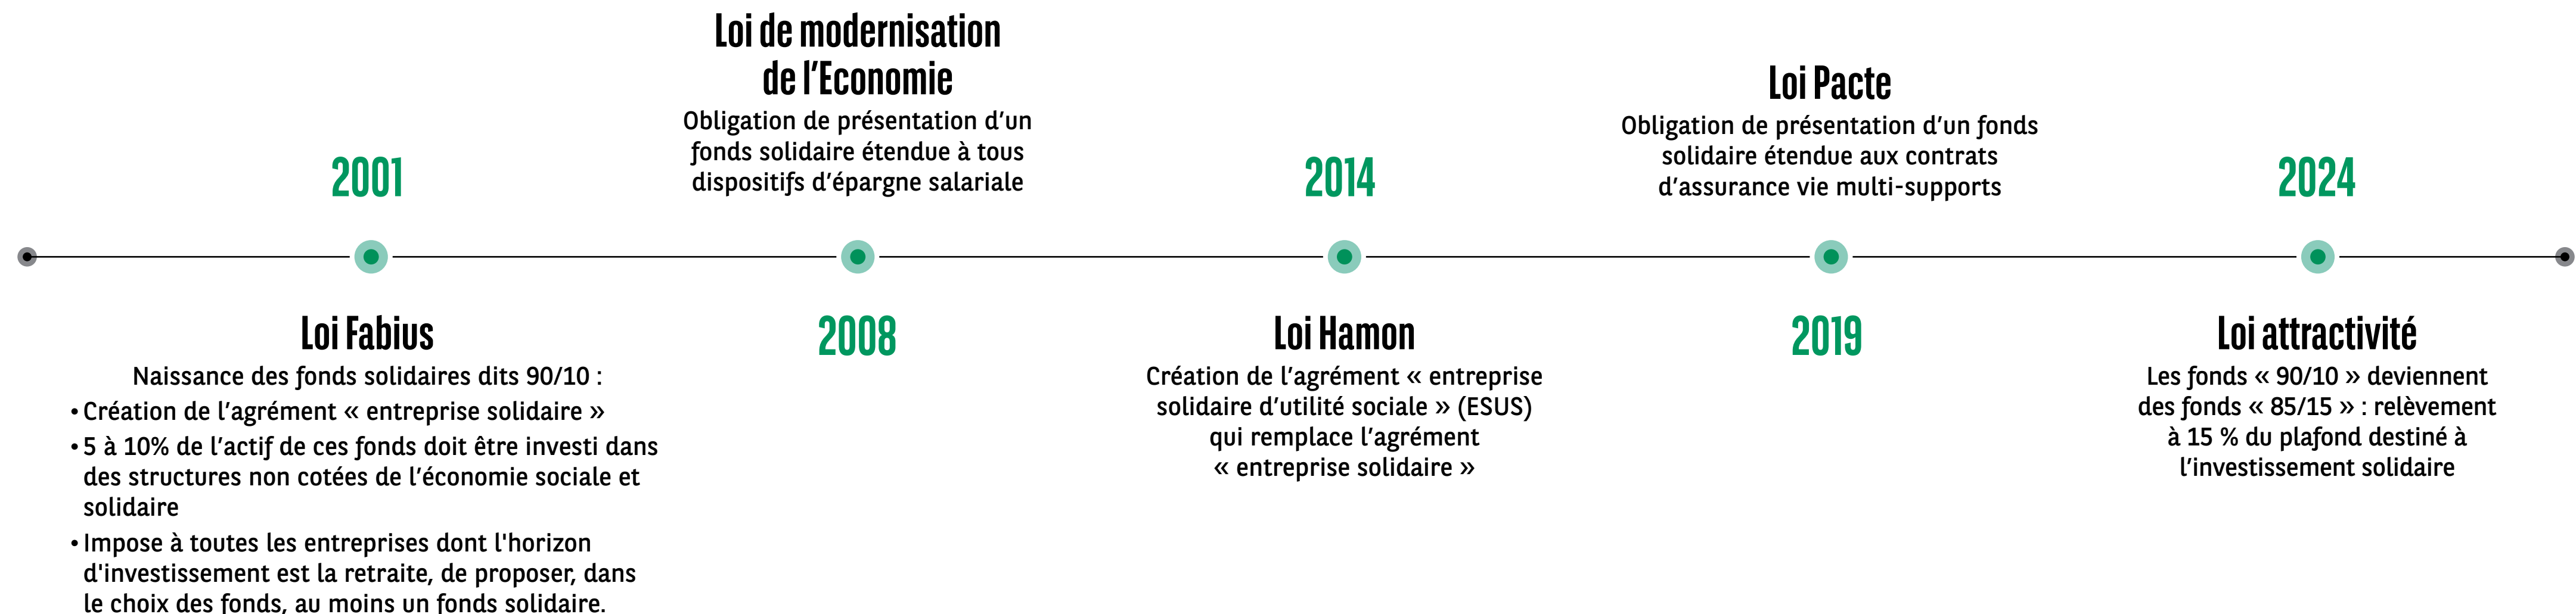 2001
Loi Fabius
Naissance des fonds solidaires dits 90/10 :
• Création de l’agrément « entreprise solidaire »
• 5 à 10% de l’actif de ces fonds doit être investi dans
des structures non cotées de l’économie sociale et
solidaire
• Impose à toutes les entreprises dont l'horizon
d'investissement est la retraite, de proposer, dans
le choix des fonds, au moins un fonds solidaire.
Loi de modernisation
de l’Economie
Obligation de présentation d’un
fonds solidaire étendue à tous
dispositifs d’épargne salariale
2008
2014
Loi Hamon
Création de l’agrément « entreprise
solidaire d’utilité sociale » (ESUS)
qui remplace l’agrément
« entreprise solidaire »
Loi Pacte
Obligation de présentation d’un fonds
solidaire étendue aux contrats
d’assurance vie multi-supports
2019
2024
Loi attractivité
Les fonds « 90/10 » deviennent
des fonds « 85/15 » : relèvement
à 15 % du plafond destiné à
l’investissement solidaire